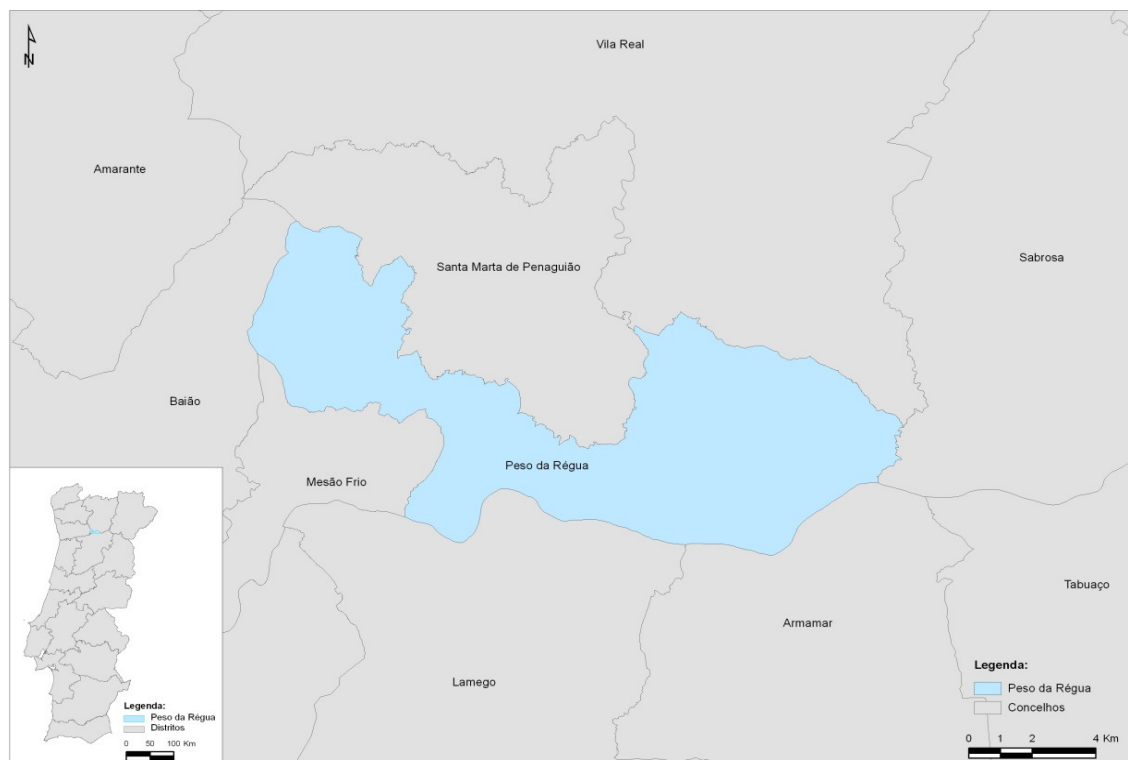 N
Vila Real
Amarante
Santa Marta de Penaguião
Sabrosa
Baião
Peso da Régua
Mesão Frio
Tabuaço
Armamar
Lamego
Legenda:
Peso da Régua
Distritos
0 50 100 Km
Legenda:
Peso da Régua
Concelhos
0 1 2 4 Km